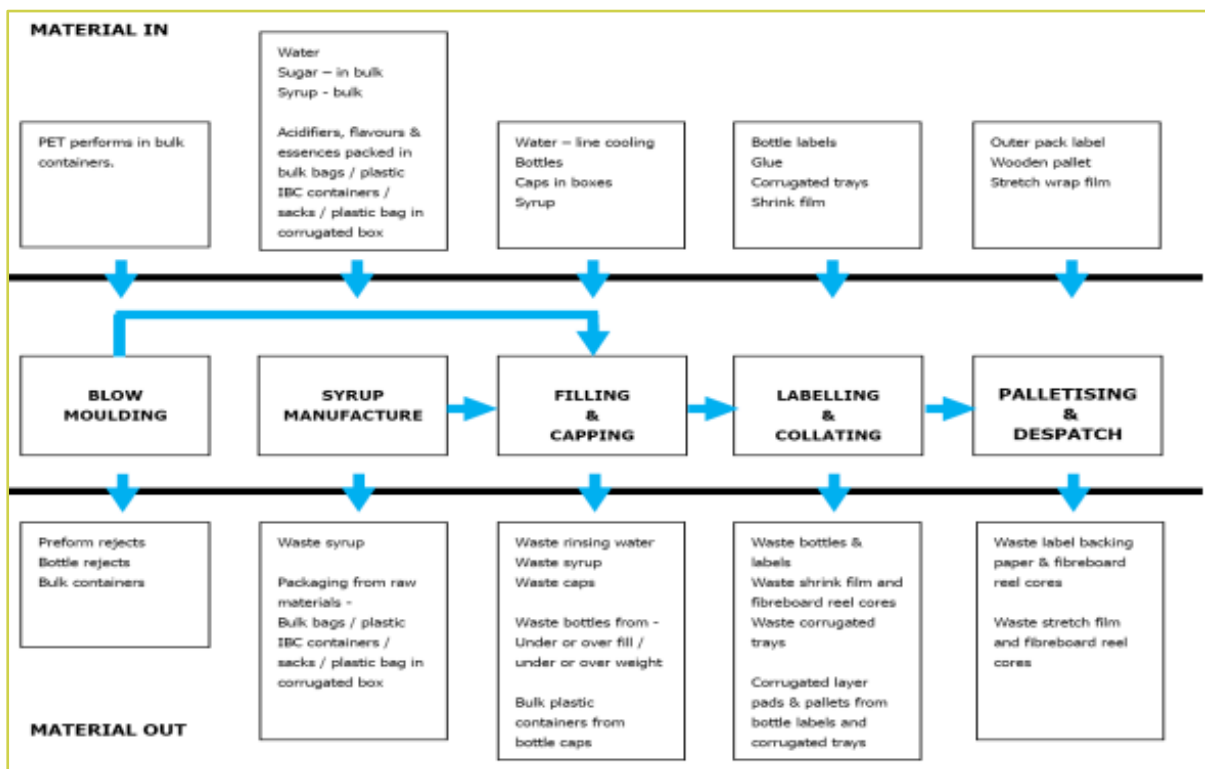 MATERIAL IN
PET performs in bulk
containers.
Water
Sugar – in bulk
Syrup - bulk
Acidifiers, flavours &
essences packed in
bulk bags / plastic
IBC containers /
sacks / plastic bag in
corrugated box
Water – line cooling
Bottles
Caps in boxes
Syrup
Bottle labels
Glue
Corrugated trays
Shrink film
Outer pack label
Wooden pallet
Stretch wrap film
BLOW
MOULDING
SYRUP
MANUFACTURE
FILLING
&
CAPPING
LABELLING
&
COLLATING
PALLETISING
&
DESPATCH
Preform rejects
Bottle rejects
Bulk containers
Waste syrup
Packaging from raw
materials -
Bulk bags / plastic
IBC containers /
sacks / plastic bag in
corrugated box
Waste rinsing water
Waste syrup
Waste caps
Waste bottles from -
Under or over fill /
under or over weight
Bulk plastic
containers from
bottle caps
Waste bottles &
labels
Waste shrink film and
fibreboard reel cores
Waste corrugated
trays
Corrugated layer
pads & pallets from
bottle labels and
corrugated trays
Waste label backing
paper & fibreboard
reel cores
Waste stretch film
and fibreboard reel
cores
MATERIAL OUT